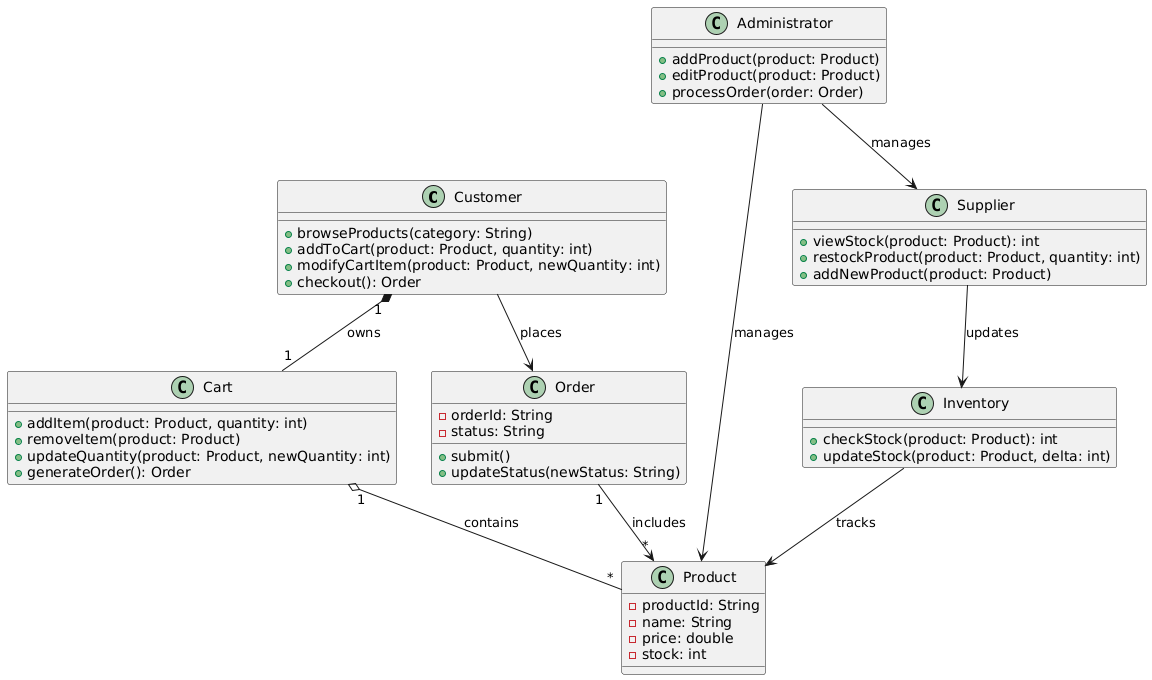 C Administrator
addProduct(product: Product)
editProduct(product: Product)
processOrder(order: Order)
manages
C Customer
browseProducts(category: String)
addToCart(product: Product, quantity: int)
modifyCartItem(product: Product, newQuantity: int)
checkout(): Order
C Supplier
viewStock(product: Product): int
restockProduct(product: Product, quantity: int)
addNewProduct(product: Product)
1
owns
1
places
manages
updates
C Cart
addItem(product: Product, quantity: int)
removeItem(product: Product)
updateQuantity(product: Product, newQuantity: int)
generateOrder(): Order
C Order
orderId: String
status: String
submit()
updateStatus(newStatus: String)
C Inventory
checkStock(product: Product): int
updateStock(product: Product, delta: int)
1
contains
*
1
includes
*
tracks
C Product
productId: String
name: String
price: double
stock: int